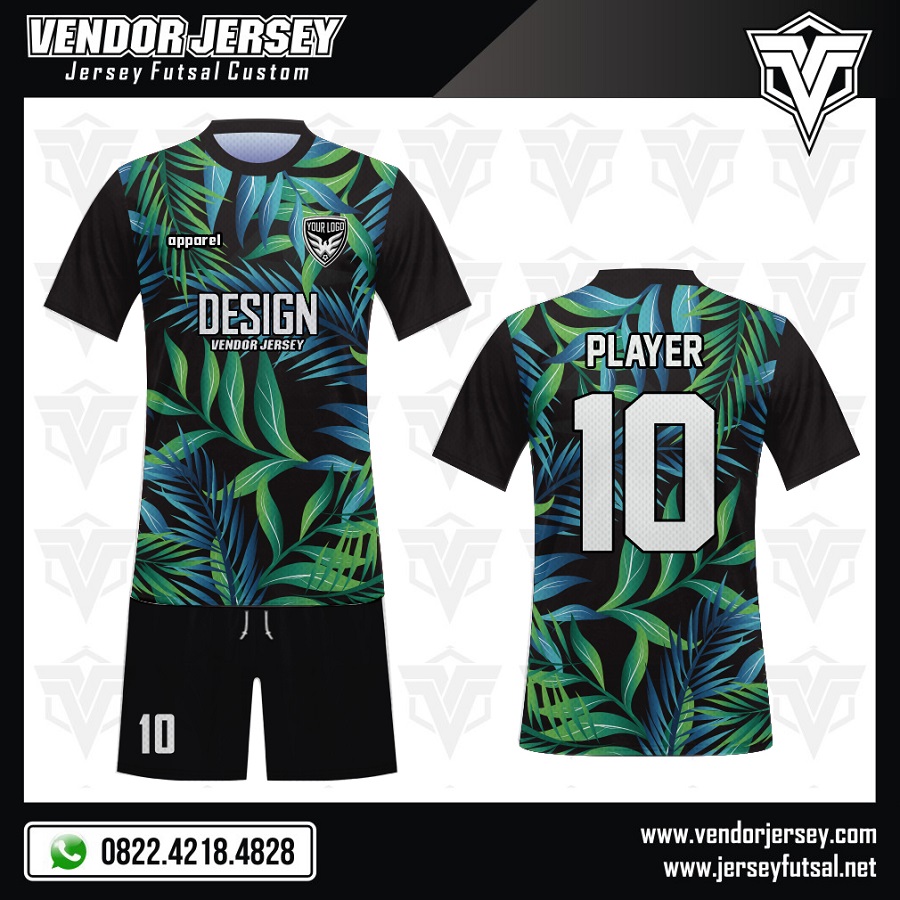 VENDOR JERSEY
Jersey Futsal Custom
apparel
YOUR LOGO
DESIGN
VENDOR JERSEY
10
PLAYER
10
0822.4218.4828
www.vendorjersey.com
www.jerseyfutsal.net